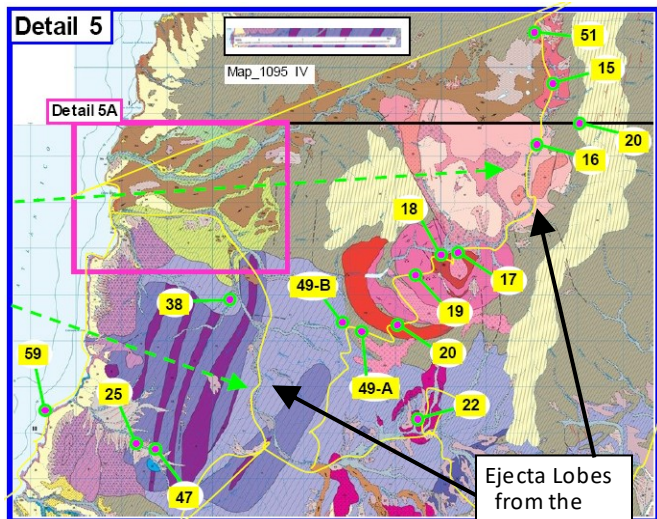 Detail 5
Map_1095 IV
51
15
Detail 5A
20
16
18
17
19
49-B
38
20
49-A
59
25
22
47
Ejecta Lobes
from the